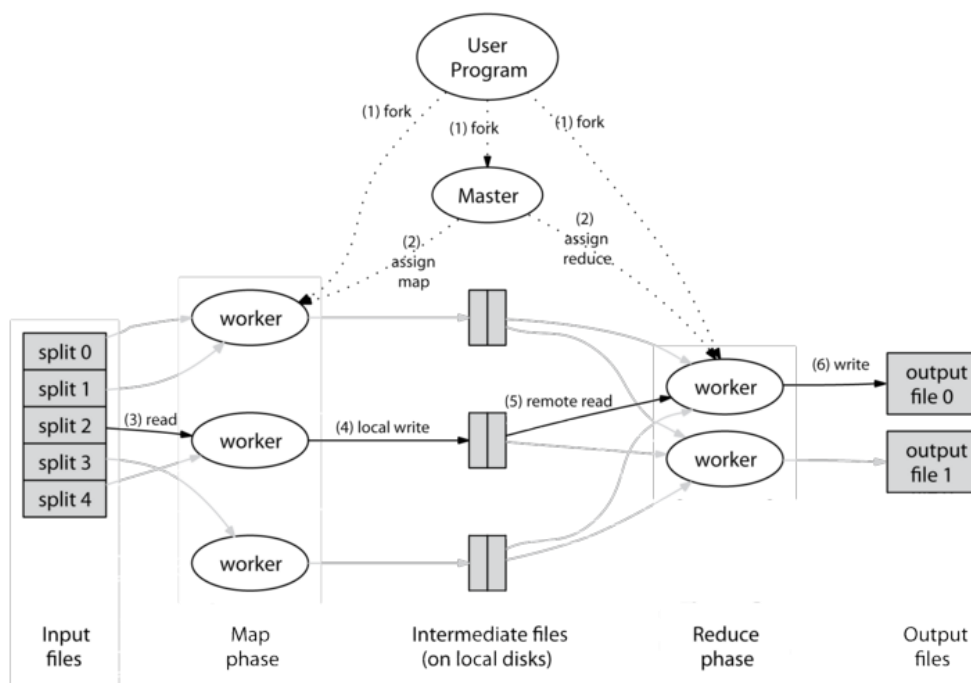 User
Program
(1) fork
(1) fork
(1) fork
Master
(2)
assign
map
(2)
assign
reduce
worker
split 0
split 1
split 2
split 3
split 4
(3) read
worker
(4) local write
(5) remote read
worker
(6) write
output
file 0
worker
output
file 1
worker
Input
files
Map
phase
Intermediate files
(on local disks)
Reduce
phase
Output
files